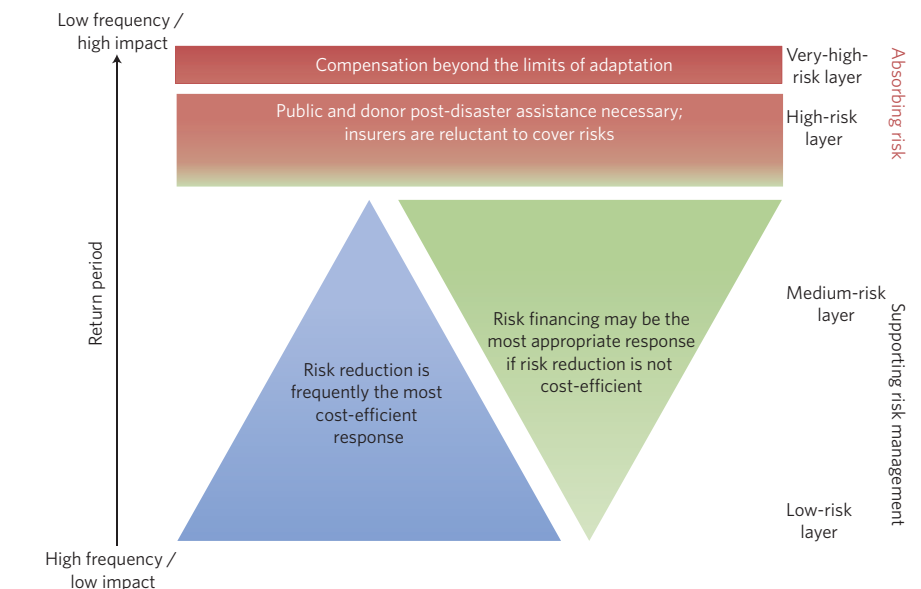 Low frequency /
high impact
Compensation beyond the limits of adaptation
Very-high-
risk layer
Absorbing risk
Public and donor post-disaster assistance necessary;
insurers are reluctant to cover risks
High-risk
layer
Return period
Medium-risk
layer
Supporting risk management
Risk financing may be the
most appropriate response
if risk reduction is not
cost-efficient
Risk reduction is
frequently the most
cost-efficient
response
Low-risk
layer
High frequency /
low impact